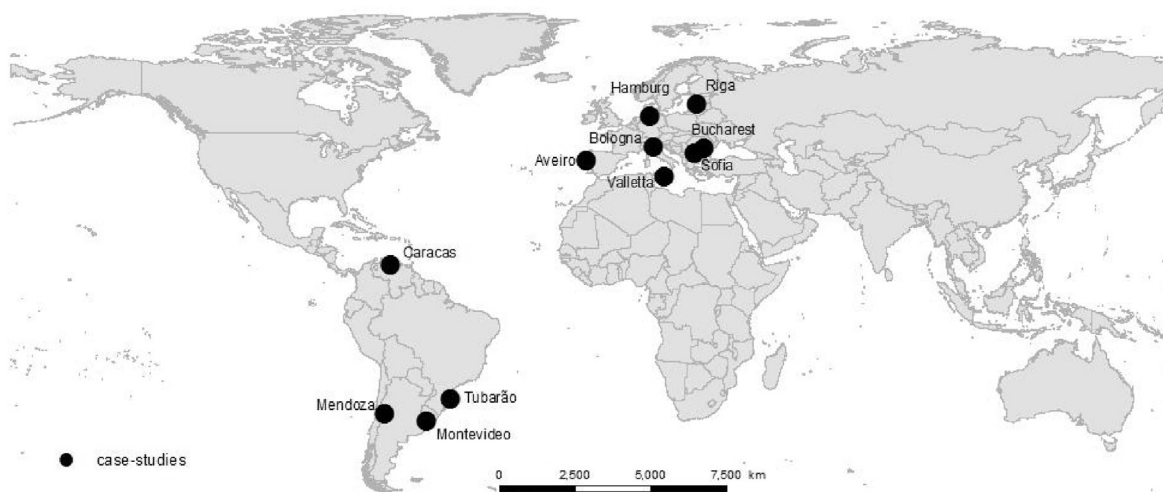 Hamburg
Riga
Bologna
Bucharest
Aveiro
Sofia
Valletta
Caracas
Mendoza
Tubarão
Montevideo
case-studies
0 2,500 5,000 7,500 km